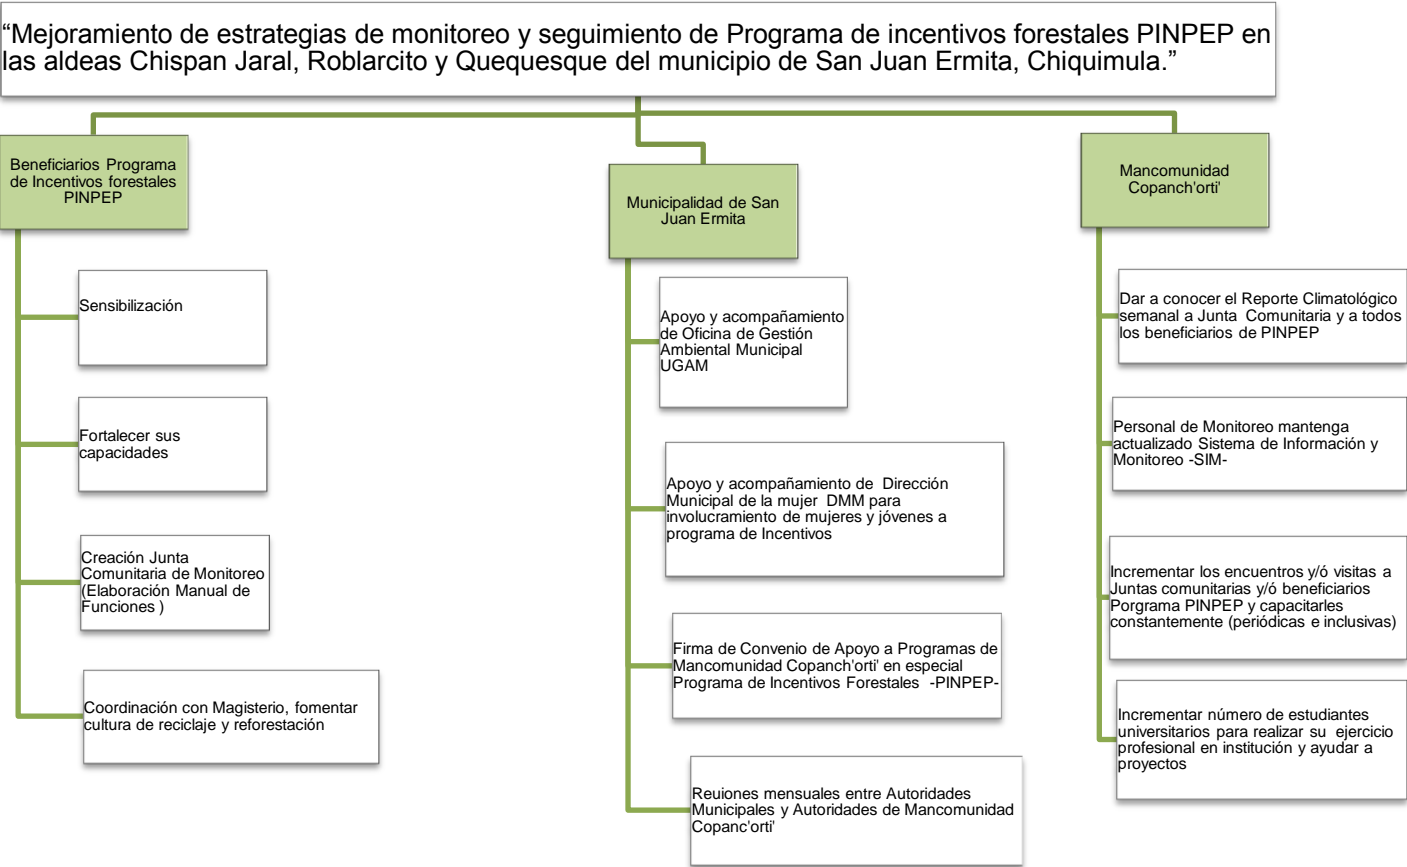 “Mejoramiento de estrategias de monitoreo y seguimiento de Programa de incentivos forestales PINPEP en
las aldeas Chispan Jaral, Roblarcito y Quequesque del municipio de San Juan Ermita, Chiquimula.”
Beneficiarios Programa
de Incentivos forestales
PINPEP
Sensibilización
Fortalecer sus
capacidades
Creación Junta
Comunitaria de Monitoreo
(Elaboración Manual de
Funciones )
Coordinación con Magisterio, fomentar
cultura de reciclaje y reforestación
Municipalidad de San
Juan Ermita
Apoyo y acompañamiento
de Oficina de Gestión
Ambiental Municipal
UGAM
Apoyo y acompañamiento de Dirección
Municipal de la mujer DMM para
involucramiento de mujeres y jóvenes a
programa de Incentivos
Firma de Convenio de Apoyo a Programas de
Mancomunidad Copanch'orti' en especial
Programa de Incentivos Forestales -PINPEP-
Reuiones mensuales entre Autoridades
Municipales y Autoridades de Mancomunidad
Copanc'orti'
Mancomunidad
Copanch'orti'
Dar a conocer el Reporte Climatológico
semanal a Junta Comunitaria y a todos
los beneficiarios de PINPEP
Personal de Monitoreo mantenga
actualizado Sistema de Información y
Monitoreo -SIM-
Incrementar los encuentros y/ó visitas a
Juntas comunitarias y/ó beneficiarios
Porgrama PINPEP y capacitarles
constantemente (periódicas e inclusivas)
Incrementar número de estudiantes
universitarios para realizar su ejercicio
profesional en institución y ayudar a
proyectos